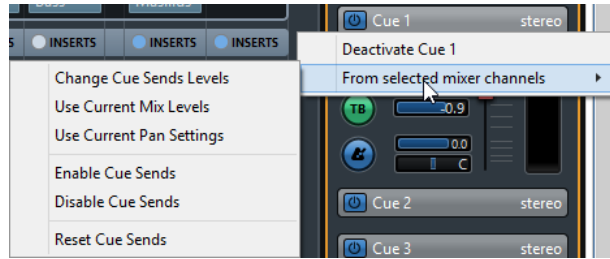 Cue 1 stereo
S INSERTS INSERTS INSERTS
Deactivate Cue 1
From selected mixer channels
Change Cue Sends Levels
Use Current Mix Levels
Use Current Pan Settings
Enable Cue Sends
Disable Cue Sends
Reset Cue Sends
TB -0.9
0.0
C
Cue 2 stereo
Cue 3 stereo